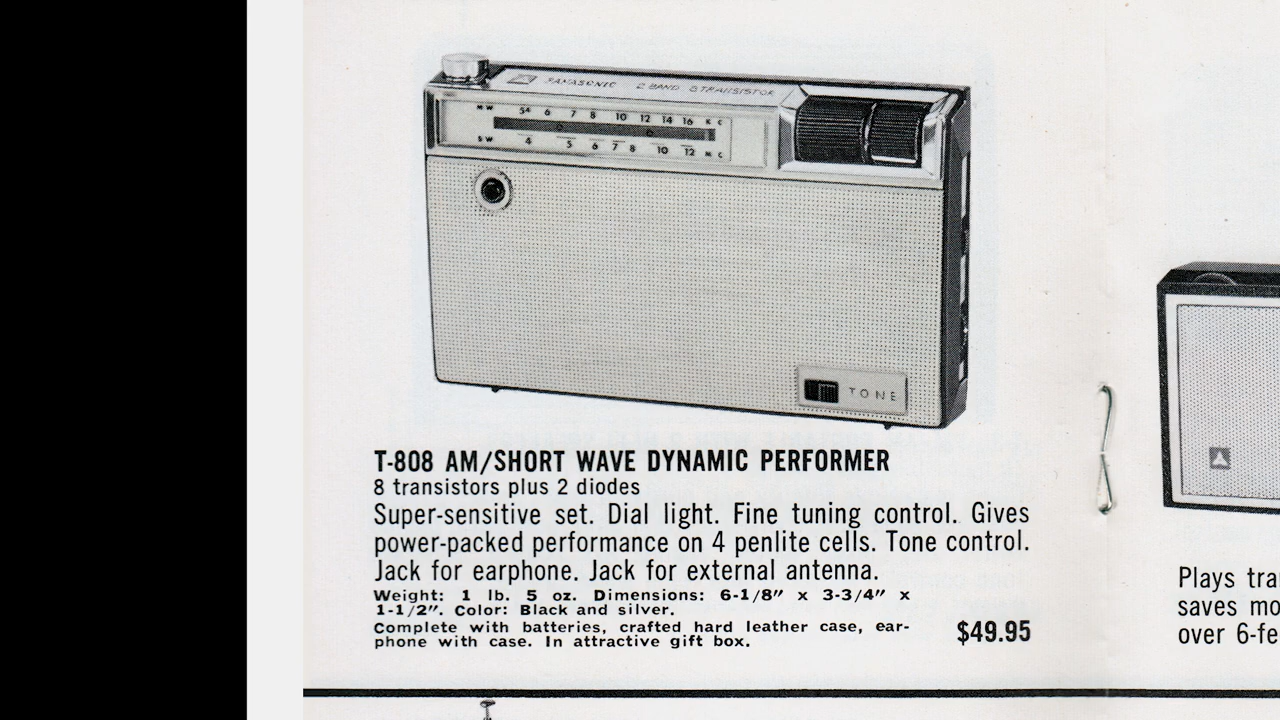 PANASONIC 2 BAND 8 TRANSISTOR
MW 54 6 7 8 10 12 14 16 KC
SW 4 5 6 7 8 10 12 MC
TONE
T-808 AM/SHORT WAVE DYNAMIC PERFORMER
8 transistors plus 2 diodes
Super-sensitive set. Dial light. Fine tuning control. Gives
power-packed performance on 4 penlite cells. Tone control.
Jack for earphone. Jack for external antenna.
Weight: 1 lb. 5 oz. Dimensions: 6-1/8" x 3-3/4" x
1-1/2". Color: Black and silver.
Complete with batteries, crafted hard leather case, ear-
phone with case. In attractive gift box.
$49.95
Plays tra
saves mo
over 6-fe